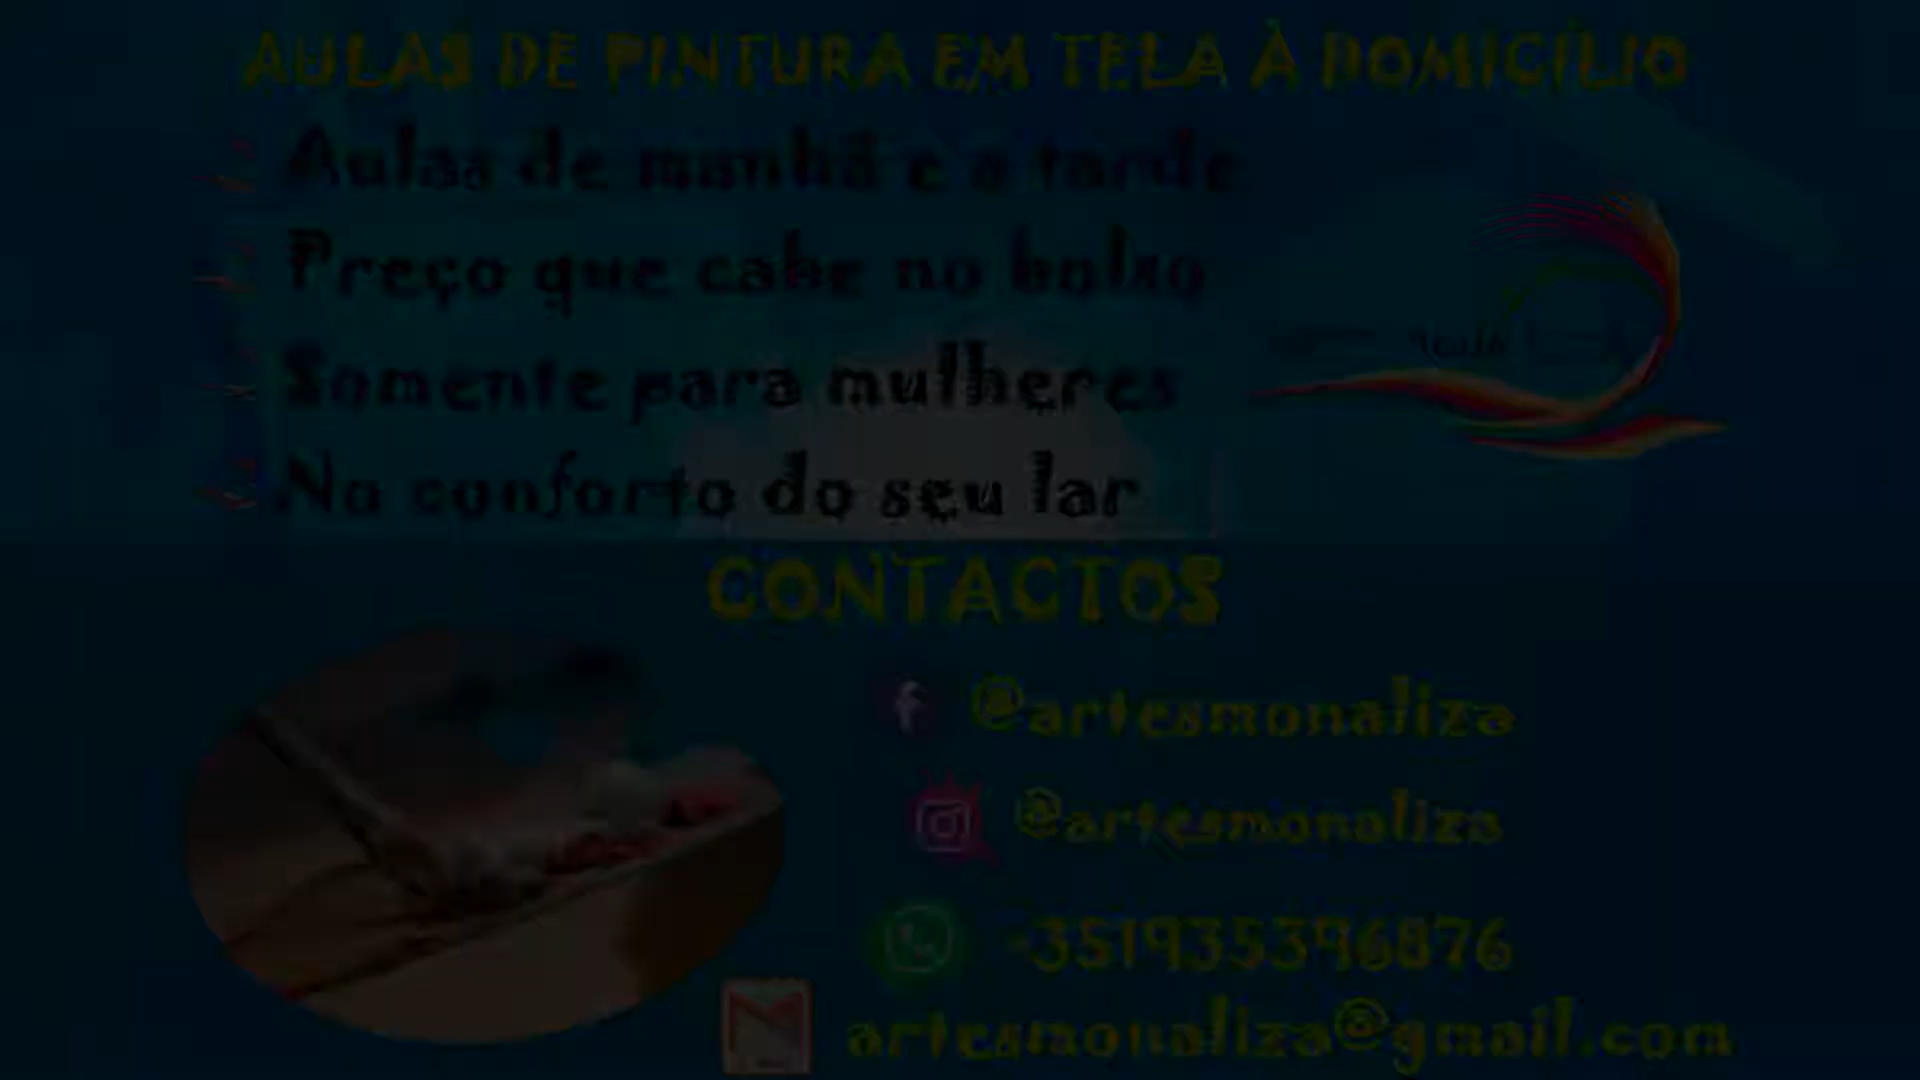 AULAS DE PINTURA EM TELA À DOMICÍLIO
Aulas de manhã e a tarde
Preço que cabe no bolso
Somente para mulheres
No conforto do seu lar
CONTACTOS
@artesmonaliza
@artesmonaliza
+351935396876
artesmonaliza@gmail.com